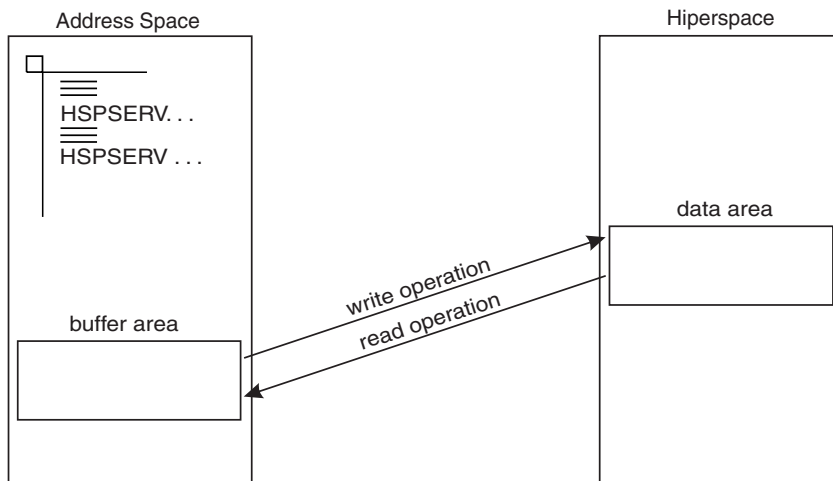 Address Space
Hiperspace
HSPSERV. . .
HSPSERV . . .
data area
write operation
read operation
buffer area